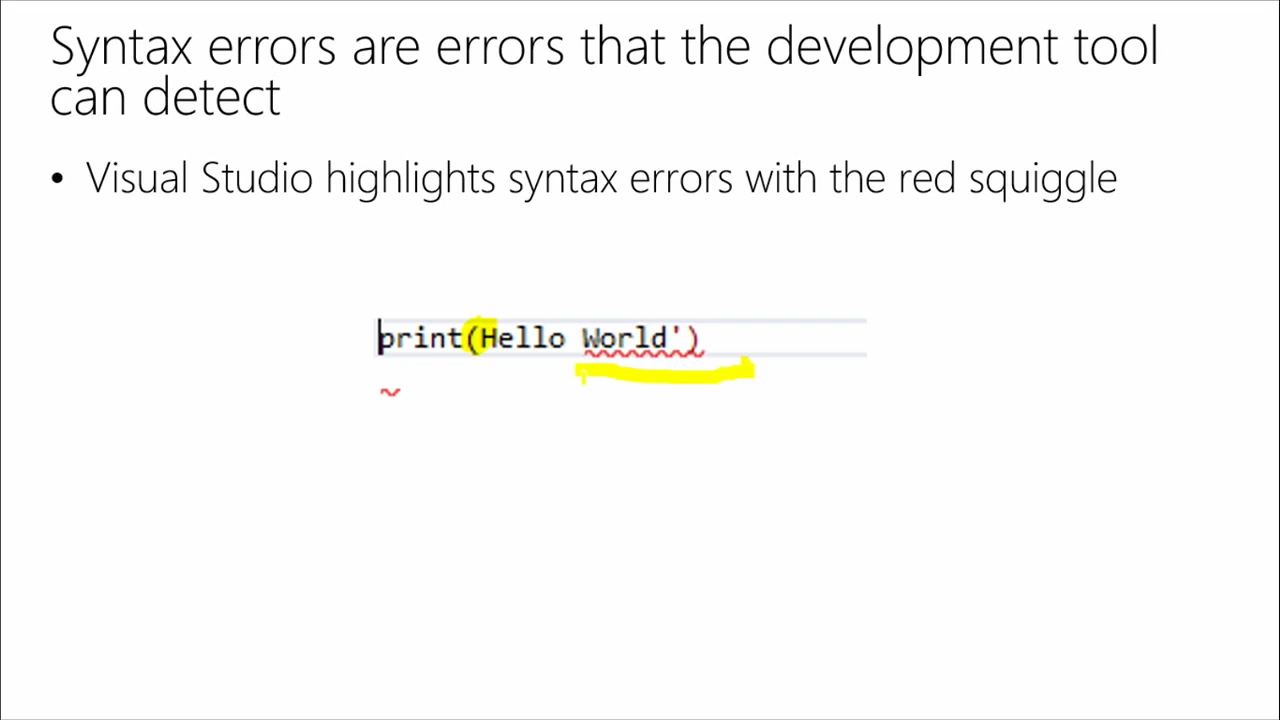 Syntax errors are errors that the development tool
can detect
• Visual Studio highlights syntax errors with the red squiggle
print(Hello World')